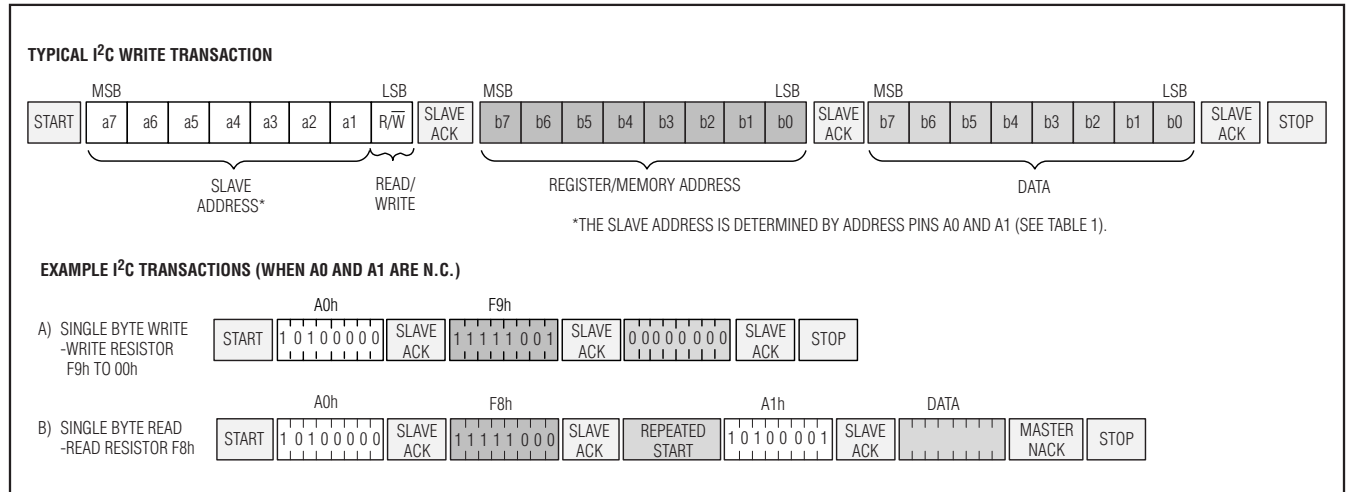 TYPICAL I2C WRITE TRANSACTION
MSB LSB MSB LSB MSB LSB
START a7 a6 a5 a4 a3 a2 a1 R/W̅ SLAVE ACK b7 b6 b5 b4 b3 b2 b1 b0 SLAVE ACK b7 b6 b5 b4 b3 b2 b1 b0 SLAVE ACK STOP
SLAVE ADDRESS* READ/ WRITE REGISTER/MEMORY ADDRESS DATA
*THE SLAVE ADDRESS IS DETERMINED BY ADDRESS PINS A0 AND A1 (SEE TABLE 1).
EXAMPLE I2C TRANSACTIONS (WHEN A0 AND A1 ARE N.C.)
A0h F9h
A) SINGLE BYTE WRITE
-WRITE RESISTOR
F9h TO 00h
START 1 0 1 0 0 0 0 0 SLAVE ACK 1 1 1 1 1 0 0 1 SLAVE ACK 0 0 0 0 0 0 0 0 SLAVE ACK STOP
A0h F8h A1h DATA
B) SINGLE BYTE READ
-READ RESISTOR F8h
START 1 0 1 0 0 0 0 0 SLAVE ACK 1 1 1 1 1 0 0 0 SLAVE ACK REPEATED START 1 0 1 0 0 0 0 1 SLAVE ACK MASTER NACK STOP